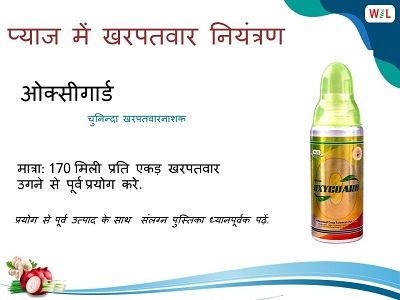 W L
प्याज में खरपतवार नियंत्रण
ओक्सीगार्ड
चुनिन्दा खरपतवारनाशक
मात्रा: 170 मिली प्रति एकड़ खरपतवार
उगने से पूर्व प्रयोग करे.
प्रयोग से पूर्व उत्पाद के साथ संलग्न पुस्तिका ध्यानपूर्वक पढ़ें.
OXYGUARD